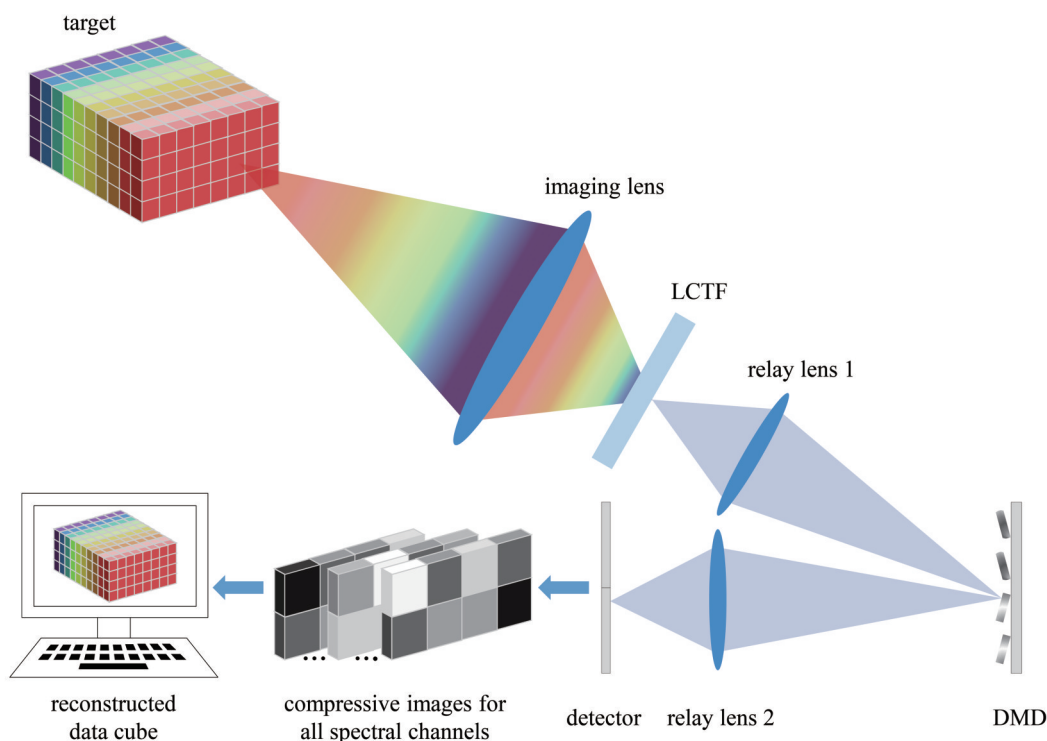 target
imaging lens
LCTF
relay lens 1
reconstructed
data cube
compressive images for
all spectral channels
detector
relay lens 2
DMD